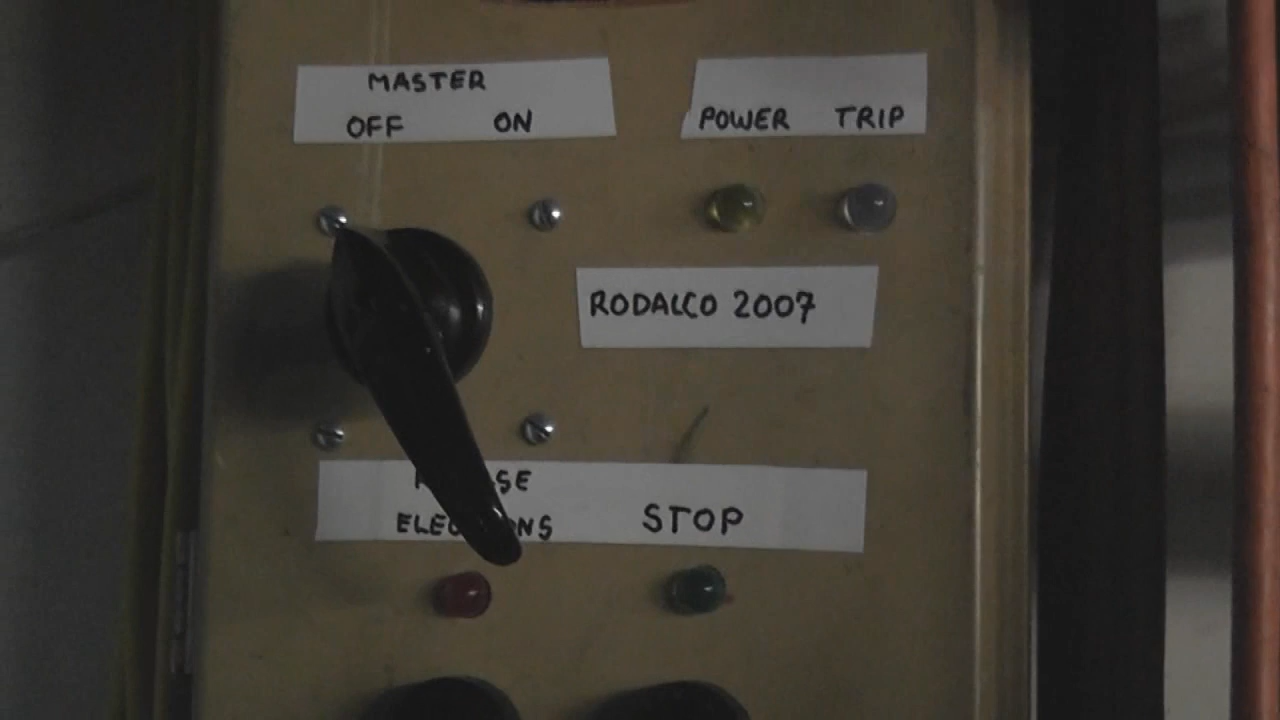 MASTER
OFF ON
POWER TRIP
RODALCO 2007
STOP